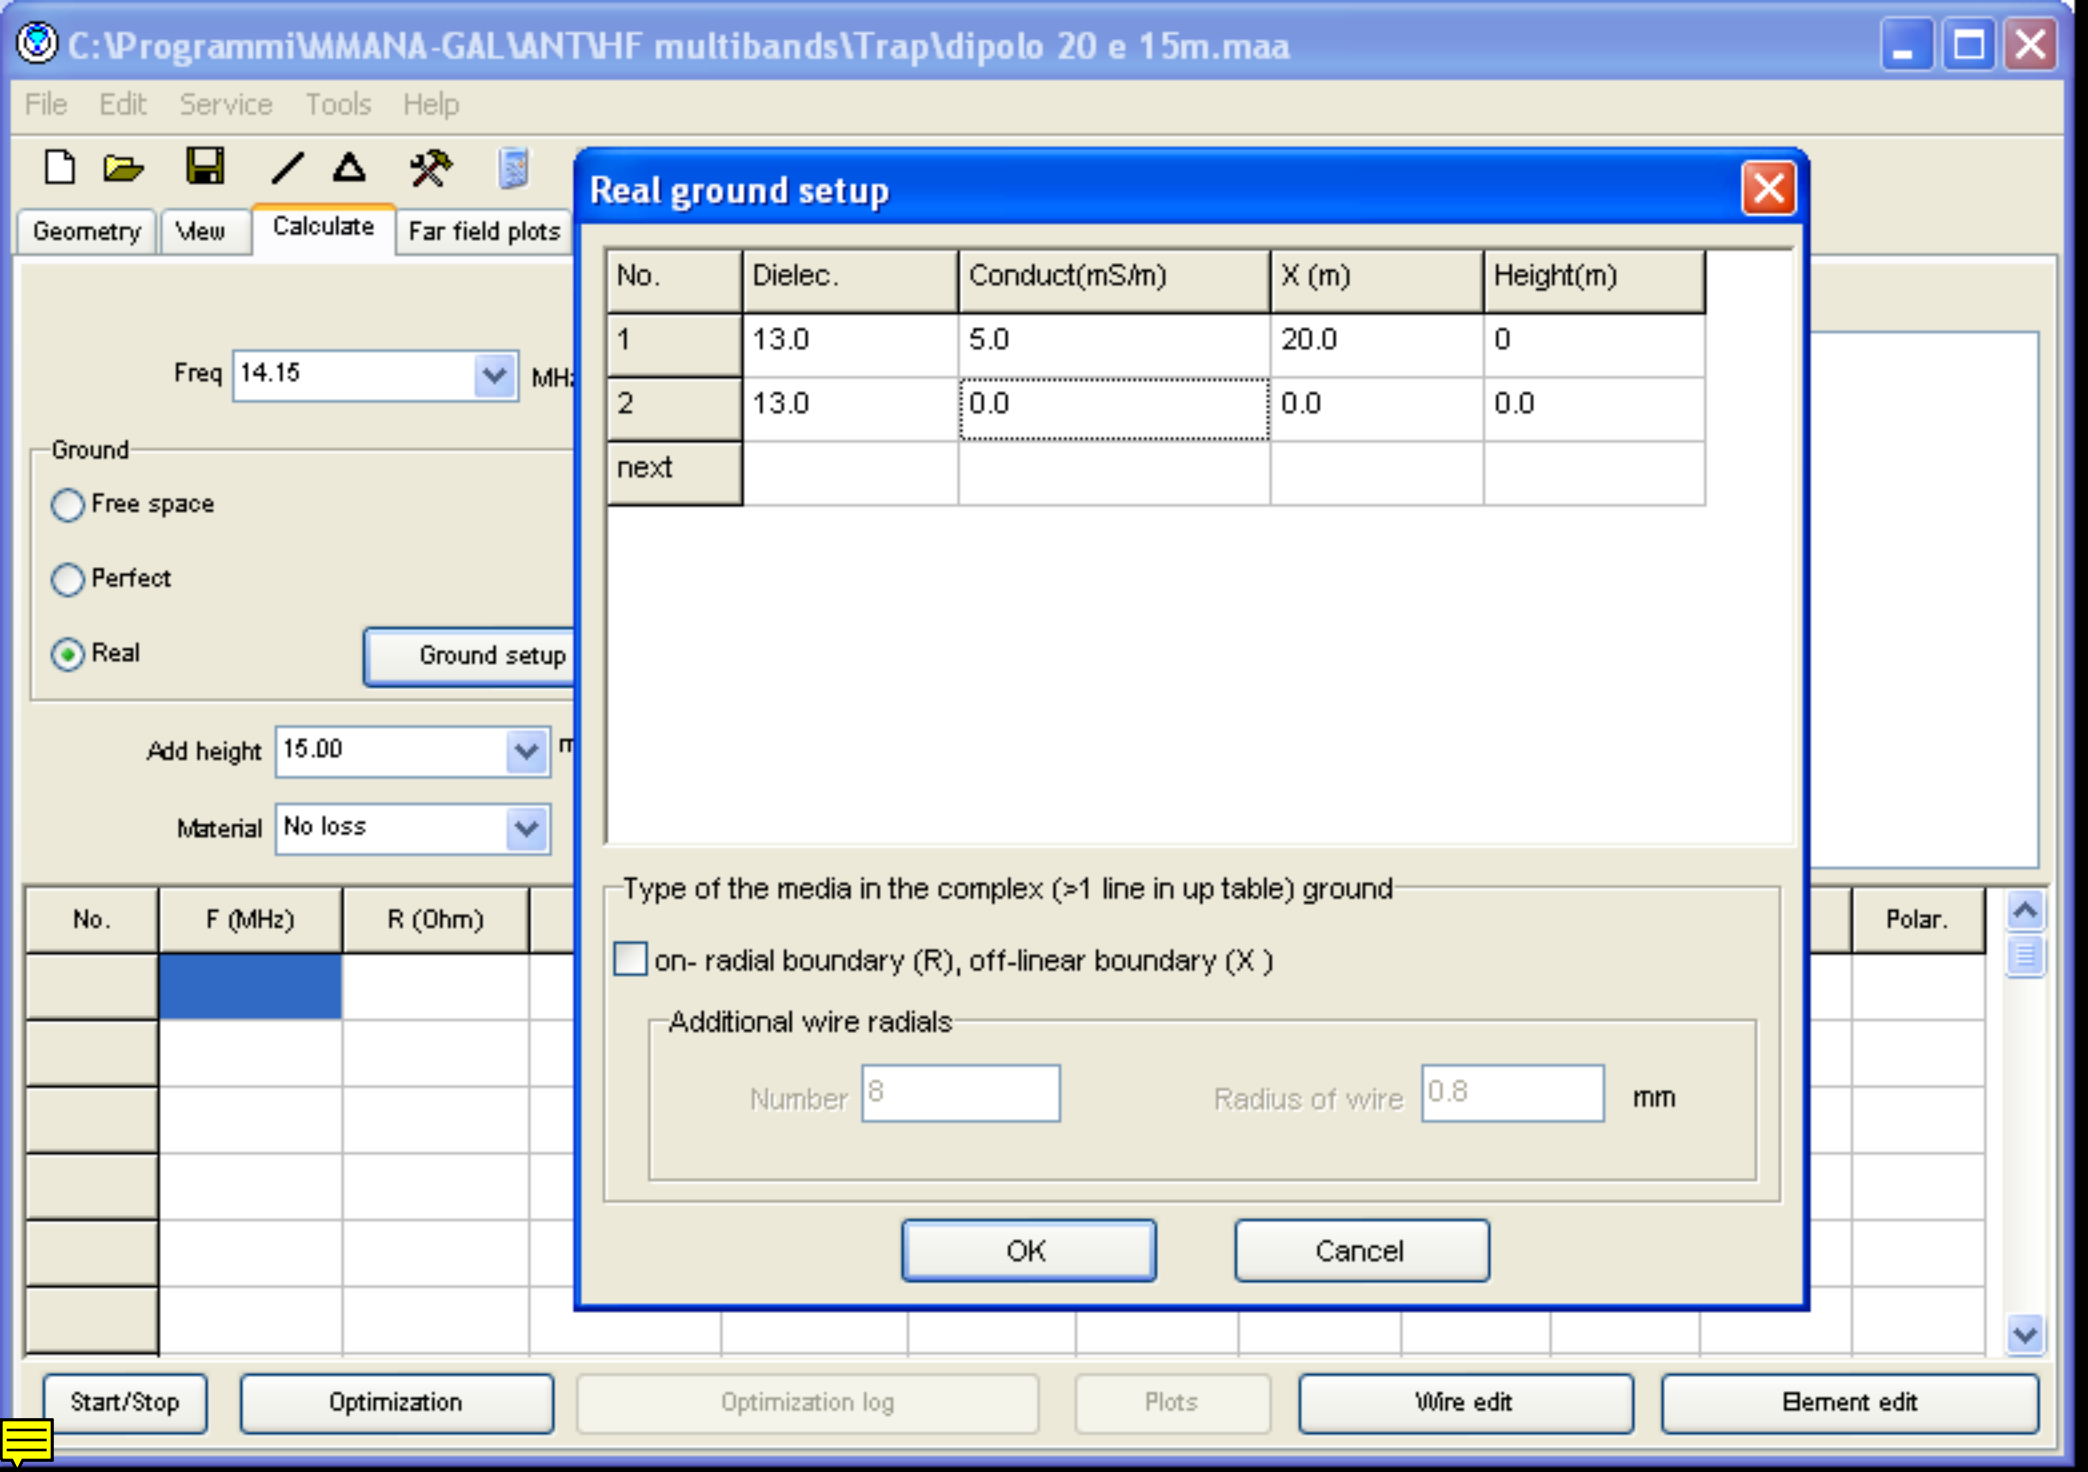 C:\Programmi\MMANA-GAL\ANT\HF multibands\Trap\dipolo 20 e 15m.maa
File Edit Service Tools Help
Geometry View Calculate Far field plots
Freq 14.15 MHz
Ground
Free space
Perfect
Real Ground setup
Add height 15.00 m
Material No loss
No. F (MHz) R (Ohm) Polar.
Real ground setup
No. Dielec. Conduct(mS/m) X (m) Height(m)
1 13.0 5.0 20.0 0
2 13.0 0.0 0.0 0.0
next
Type of the media in the complex (>1 line in up table) ground
on- radial boundary (R), off-linear boundary (X )
Additional wire radials
Number 8 Radius of wire 0.8 mm
OK Cancel
Start/Stop Optimization Optimization log Plots Wire edit Element edit